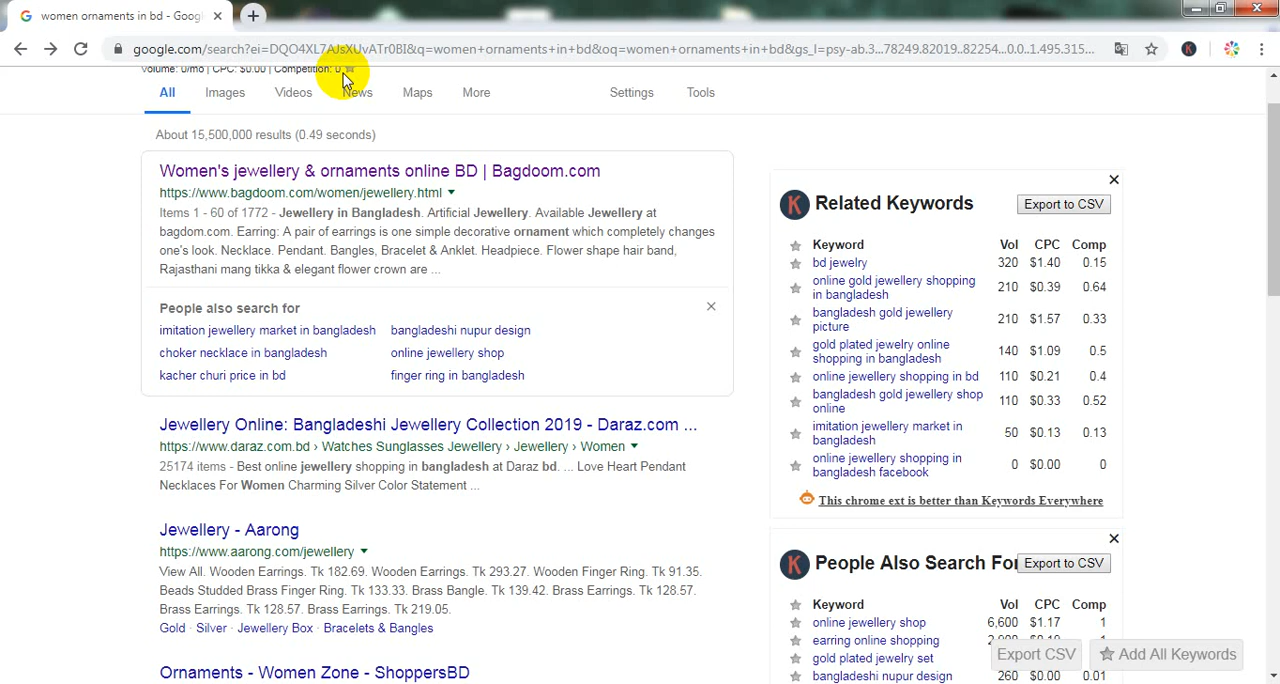 women ornaments in bd - Goog
google.com/search?ei=DQO4XL7AJsXUvATr0BI&q=women+ornaments+in+bd&oq=women+ornaments+in+bd&gs_l=psy-ab.3...78249.82019..82254...0.0..1.495.315...
Volume: 0/mo | CPC: $0.00 | Competition: 0
All Images Videos News Maps More Settings Tools
About 15,500,000 results (0.49 seconds)
Women's jewellery & ornaments online BD | Bagdoom.com
https://www.bagdoom.com/women/jewellery.html
Items 1 - 60 of 1772 - Jewellery in Bangladesh. Artificial Jewellery. Available Jewellery at
bagdom.com. Earring: A pair of earrings is one simple decorative ornament which completely changes
one's look. Necklace. Pendant. Bangles, Bracelet & Anklet. Headpiece. Flower shape hair band,
Rajasthani mang tikka & elegant flower crown are ...
People also search for
imitation jewellery market in bangladesh bangladeshi nupur design
choker necklace in bangladesh online jewellery shop
kacher churi price in bd finger ring in bangladesh
Jewellery Online: Bangladeshi Jewellery Collection 2019 - Daraz.com ...
https://www.daraz.com.bd › Watches Sunglasses Jewellery › Jewellery › Women
25174 items - Best online jewellery shopping in bangladesh at Daraz bd. ... Love Heart Pendant
Necklaces For Women Charming Silver Color Statement ...
Jewellery - Aarong
https://www.aarong.com/jewellery
View All. Wooden Earrings. Tk 182.69. Wooden Earrings. Tk 293.27. Wooden Finger Ring. Tk 91.35.
Beads Studded Brass Finger Ring. Tk 133.33. Brass Bangle. Tk 139.42. Brass Earrings. Tk 128.57.
Brass Earrings. Tk 128.57. Brass Earrings. Tk 219.05.
Gold · Silver · Jewellery Box · Bracelets & Bangles
Ornaments - Women Zone - ShoppersBD
K Related Keywords Export to CSV
Keyword Vol CPC Comp
bd jewelry 320 $1.40 0.15
online gold jewellery shopping
in bangladesh 210 $0.39 0.64
bangladesh gold jewellery
picture 210 $1.57 0.33
gold plated jewelry online
shopping in bangladesh 140 $1.09 0.5
online jewellery shopping in bd 110 $0.21 0.4
bangladesh gold jewellery shop
online 110 $0.33 0.52
imitation jewellery market in
bangladesh 50 $0.13 0.13
online jewellery shopping in
bangladesh facebook 0 $0.00 0
This chrome ext is better than Keywords Everywhere
K People Also Search For Export to CSV
Keyword Vol CPC Comp
online jewellery shop 6,600 $1.17 1
earring online shopping
gold plated jewelry set
bangladeshi nupur design 260 $0.00 0.01
Export CSV Add All Keywords